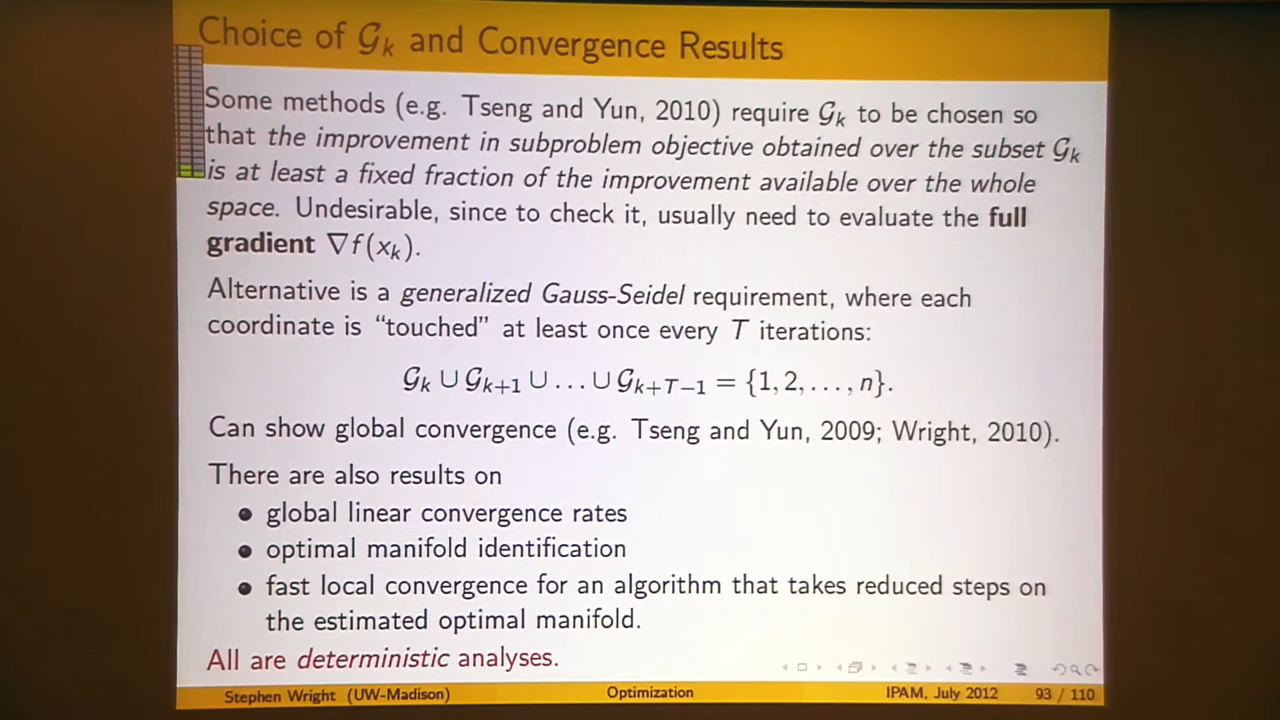 Choice of 𝒢k and Convergence Results
Some methods (e.g. Tseng and Yun, 2010) require 𝒢k to be chosen so
that the improvement in subproblem objective obtained over the subset 𝒢k
is at least a fixed fraction of the improvement available over the whole
space. Undesirable, since to check it, usually need to evaluate the full
gradient ∇f(xk).
Alternative is a generalized Gauss-Seidel requirement, where each
coordinate is “touched” at least once every T iterations:
𝒢k ∪ 𝒢k+1 ∪ . . . ∪ 𝒢k+T−1 = {1, 2, . . . , n}.
Can show global convergence (e.g. Tseng and Yun, 2009; Wright, 2010).
There are also results on
● global linear convergence rates
● optimal manifold identification
● fast local convergence for an algorithm that takes reduced steps on
the estimated optimal manifold.
All are deterministic analyses.
Stephen Wright (UW-Madison) Optimization IPAM, July 2012 93 / 110